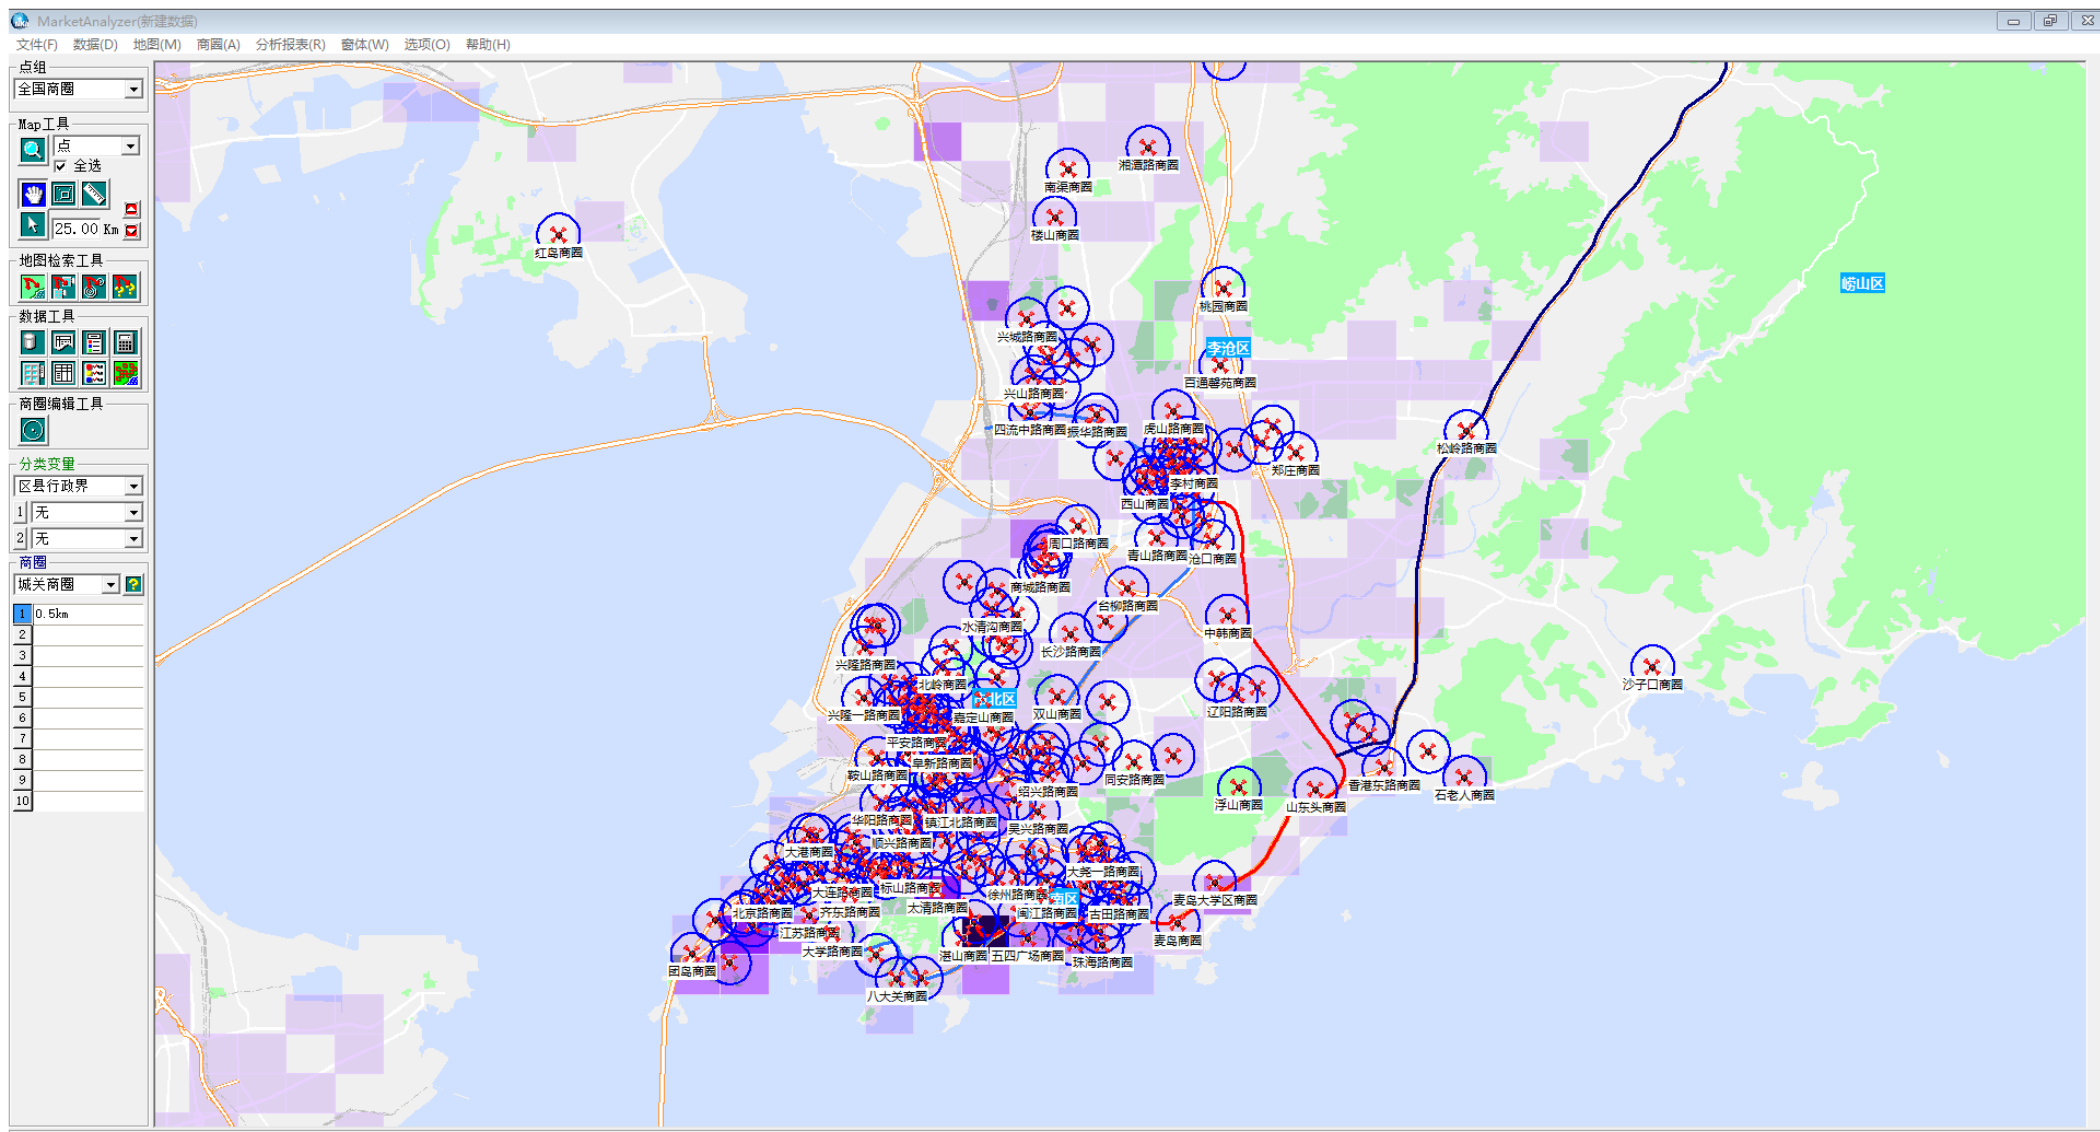 MarketAnalyzer(新建数据)
文件(F) 数据(D) 地图(M) 商圈(A) 分析报表(R) 窗体(W) 选项(O) 帮助(H)
点组
全国商圈
Map工具
点
全选
25.00 Km
地图检索工具
数据工具
商圈编辑工具
分类变量
区县行政界
1 无
2 无
商圈
城关商圈
1 0.5km
2
3
4
5
6
7
8
9
10
湘潭路商圈
南渠商圈
楼山商圈
红岛商圈
崂山区
桃园商圈
兴城路商圈
李沧区
百通馨苑商圈
兴山路商圈
四流中路商圈
振华路商圈
虎山路商圈
松岭路商圈
郑庄商圈
李村商圈
西山商圈
周口路商圈
青山路商圈
沧口商圈
商城路商圈
台柳路商圈
水清沟商圈
中韩商圈
长沙路商圈
兴隆路商圈
北岭商圈
沙子口商圈
北区
兴隆一路商圈
嘉定山商圈
双山商圈
辽阳路商圈
平安路商圈
阜新路商圈
鞍山路商圈
同安路商圈
绍兴路商圈
香港东路商圈
石老人商圈
浮山商圈
山东头商圈
华阳路商圈
镇江北路商圈
吴兴路商圈
顺兴路商圈
大港商圈
大尧一路商圈
大连路商圈
标山路商圈
徐州路商圈
南区
麦岛大学区商圈
北京路商圈
齐东路商圈
太清路商圈
闽江路商圈
古田路商圈
江苏路商圈
麦岛商圈
大学路商圈
湛山商圈
五四广场商圈
珠海路商圈
团岛商圈
八大关商圈